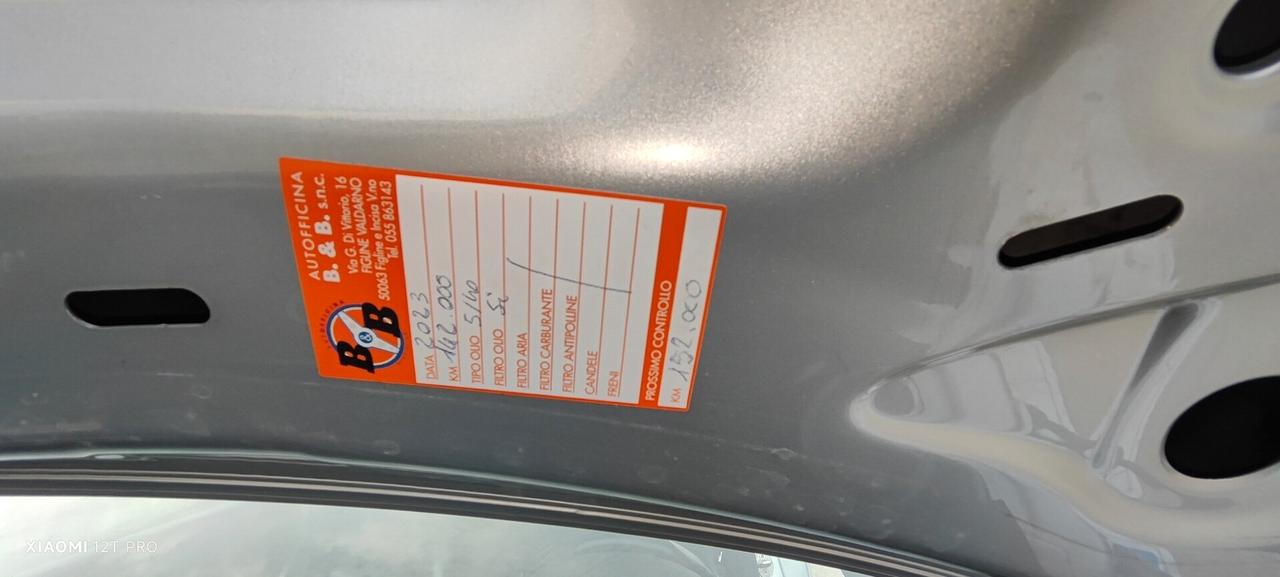 AUTOFFICINA
B. & B. s.n.c.
Via G. Di Vittorio, 16
FIGLINE VALDARNO
50063 Figline e Incisa V.no
Tel. 055 863143
B&B
DATA 2023
KM 142.000
TIPO OLIO 5/40
FILTRO OLIO Si
FILTRO ARIA
FILTRO CARBURANTE
FILTRO ANTIPOLLINE
CANDELE
FRENI
PROSSIMO CONTROLLO
KM 152.000
XIAOMI 12T PRO